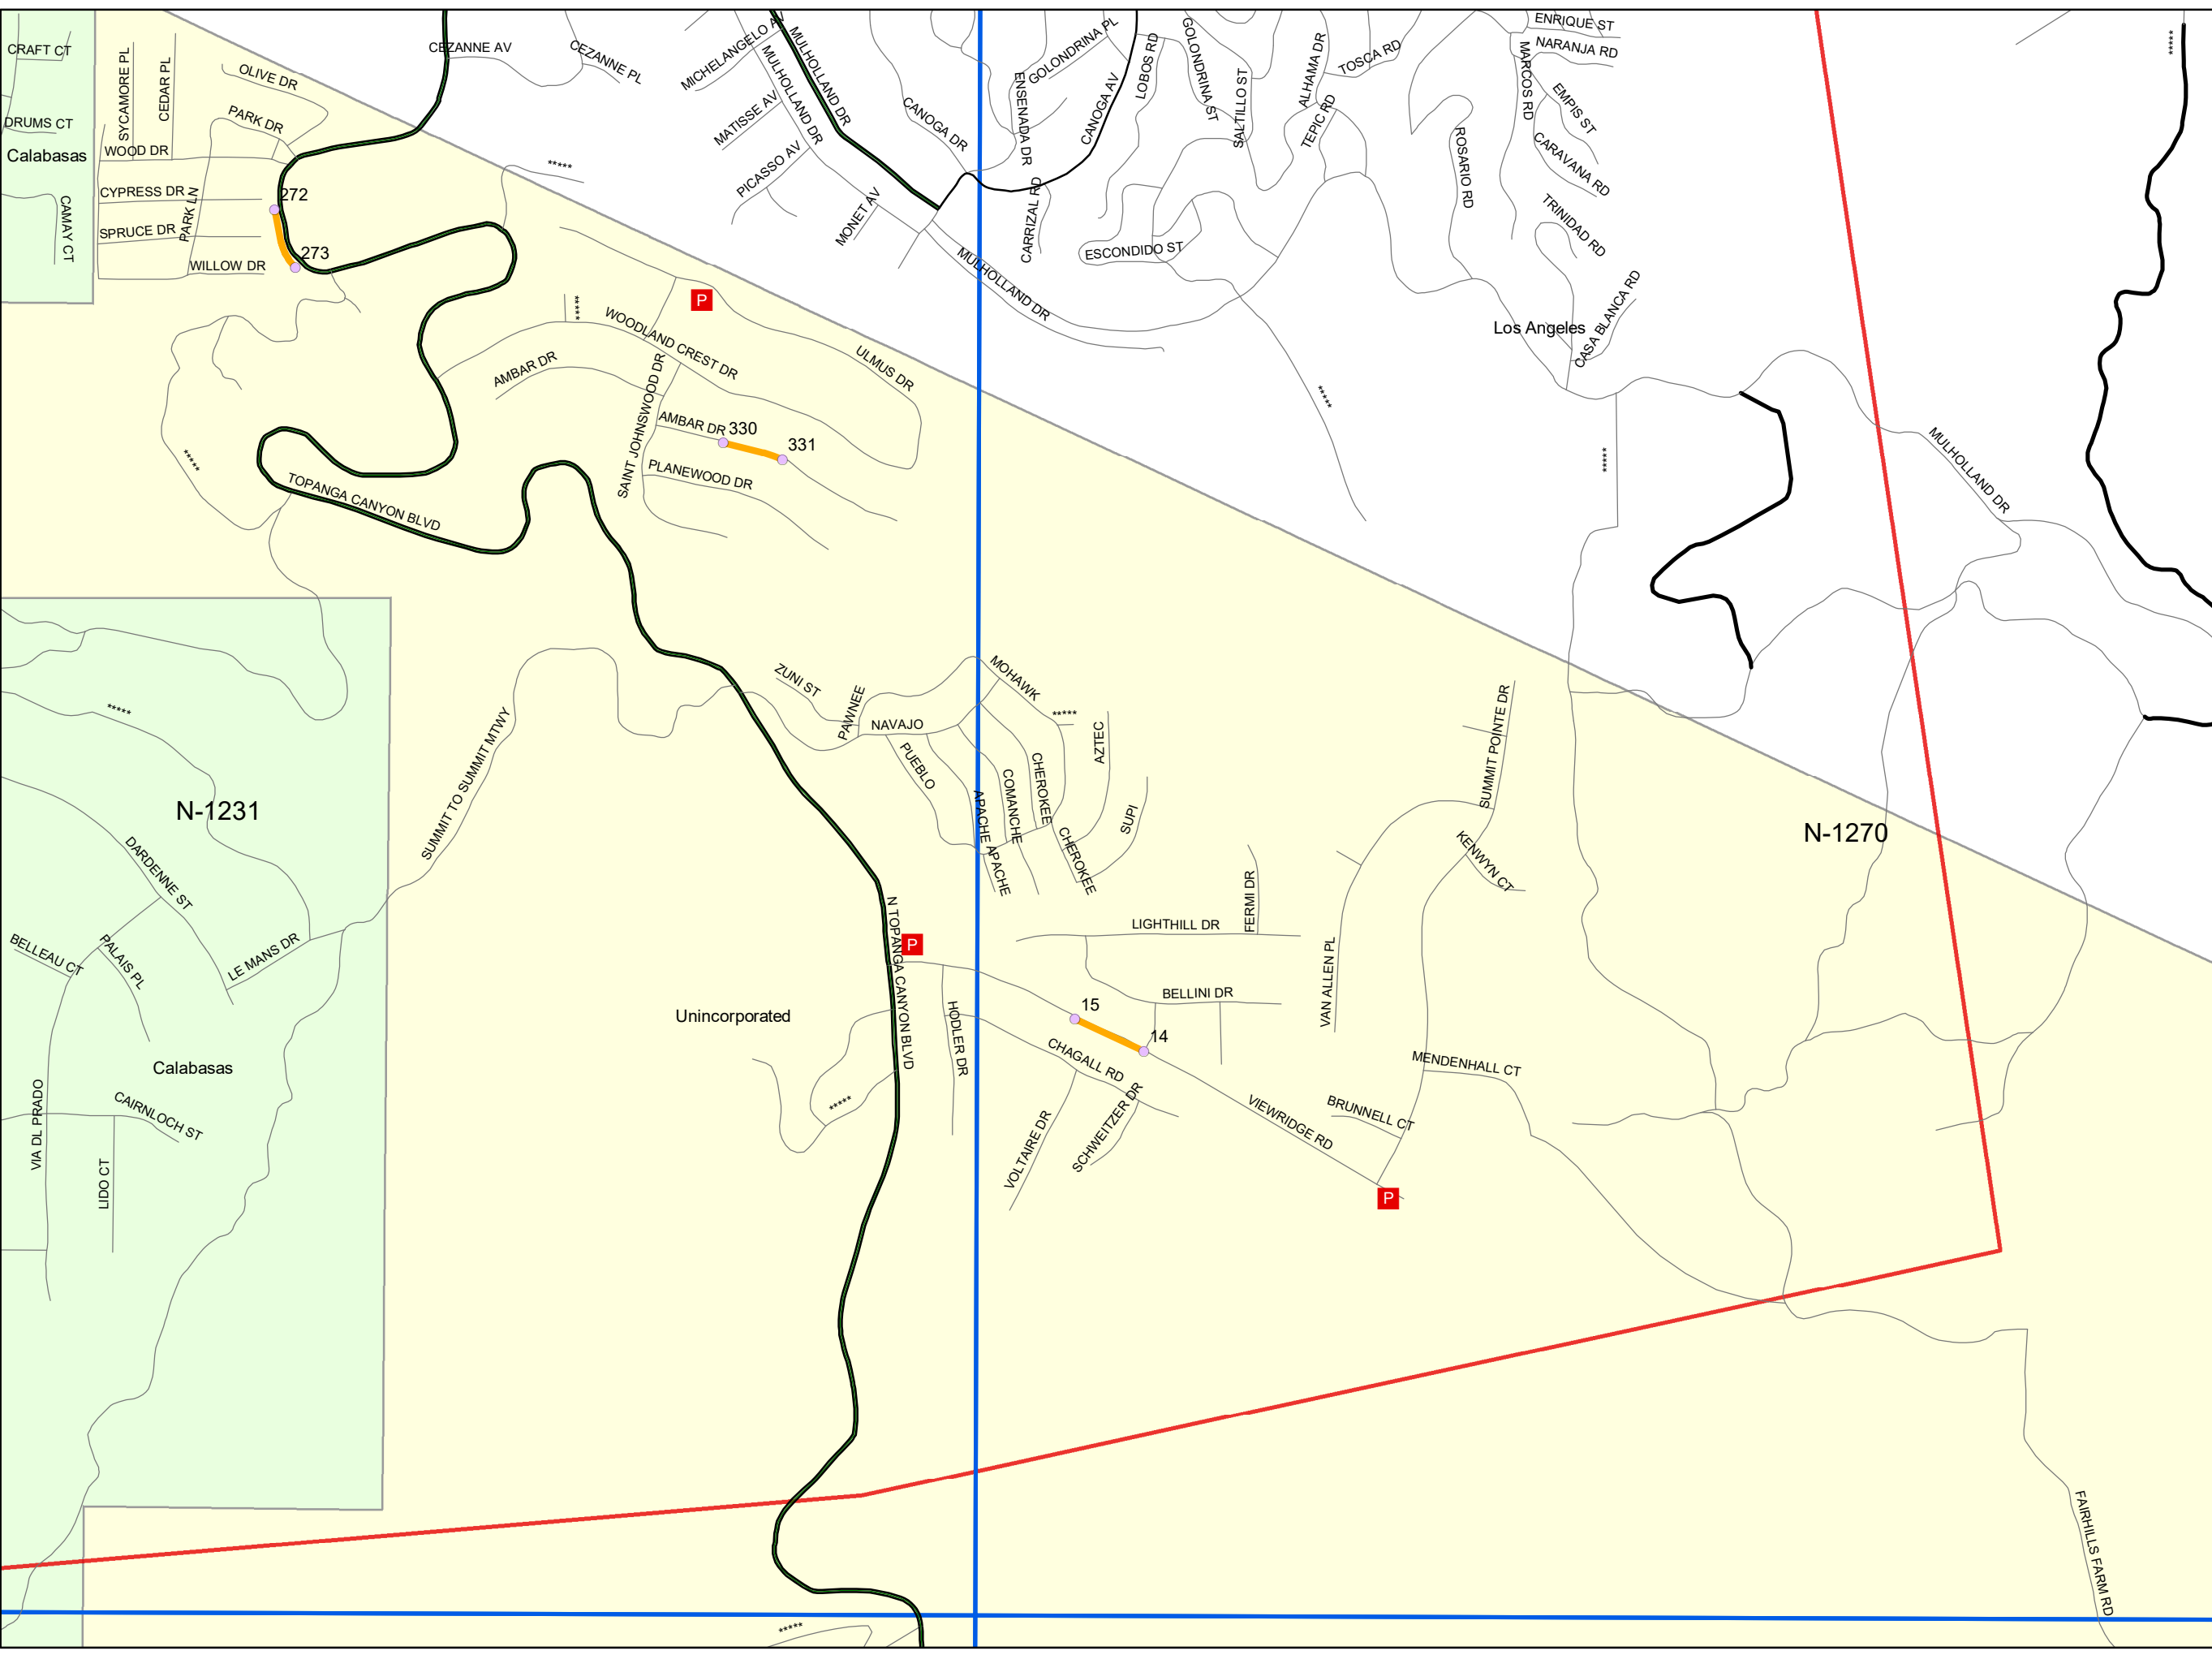 CRAFT CT
DRUMS CT
Calabasas
CAMAY CT
SYCAMORE PL
CEDAR PL
OLIVE DR
PARK DR
WOOD DR
CYPRESS DR
SPRUCE DR
PARK LN
WILLOW DR
272
273
CEZANNE AV
CEZANNE PL
*****
MICHELANGELO AV
MULHOLLAND DR
MULHOLLAND DR
MATISSE AV
PICASSO AV
MONET AV
CANOGA DR
ENSENADA DR
GOLONDRINA PL
CANOGA AV
LOBOS RD
GOLONDRINA ST
SALTILLO ST
ALHAMA DR
TEPIC RD
TOSCA RD
CARRIZAL RD
ESCONDIDO ST
MULHOLLAND DR
ROSARIO RD
MARCOS RD
ENRIQUE ST
NARANJA RD
EMPIS ST
CARAVANA RD
TRINIDAD RD
CASA BLANCA RD
Los Angeles
*****
*****
*****
MULHOLLAND DR
P
*****
WOODLAND CREST DR
ULMUS DR
AMBAR DR
SAINT JOHNSWOOD DR
AMBAR DR
330
331
PLANEWOOD DR
*****
TOPANGA CANYON BLVD
*****
N-1231
SUMMIT TO SUMMIT MTWY
ZUNI ST
PAWNEE
NAVAJO
MOHAWK
*****
PUEBLO
APACHE
APACHE
COMANCHE
CHEROKEE
CHEROKEE
AZTEC
SUPI
SUMMIT POINTE DR
KENWYN CT
N-1270
DARDENNE ST
BELLEAU CT
PALAIS PL
LE MANS DR
Calabasas
VIA DL PRADO
CAIRNLOCH ST
LIDO CT
Unincorporated
P
N TOPANGA CANYON BLVD
*****
HODLER DR
LIGHTHILL DR
FERMI DR
VAN ALLEN PL
BELLINI DR
15
14
CHAGALL RD
VOLTAIRE DR
SCHWEITZER DR
VIEWRIDGE RD
BRUNNELL CT
MENDENHALL CT
P
FAIRHILLS FARM RD
*****